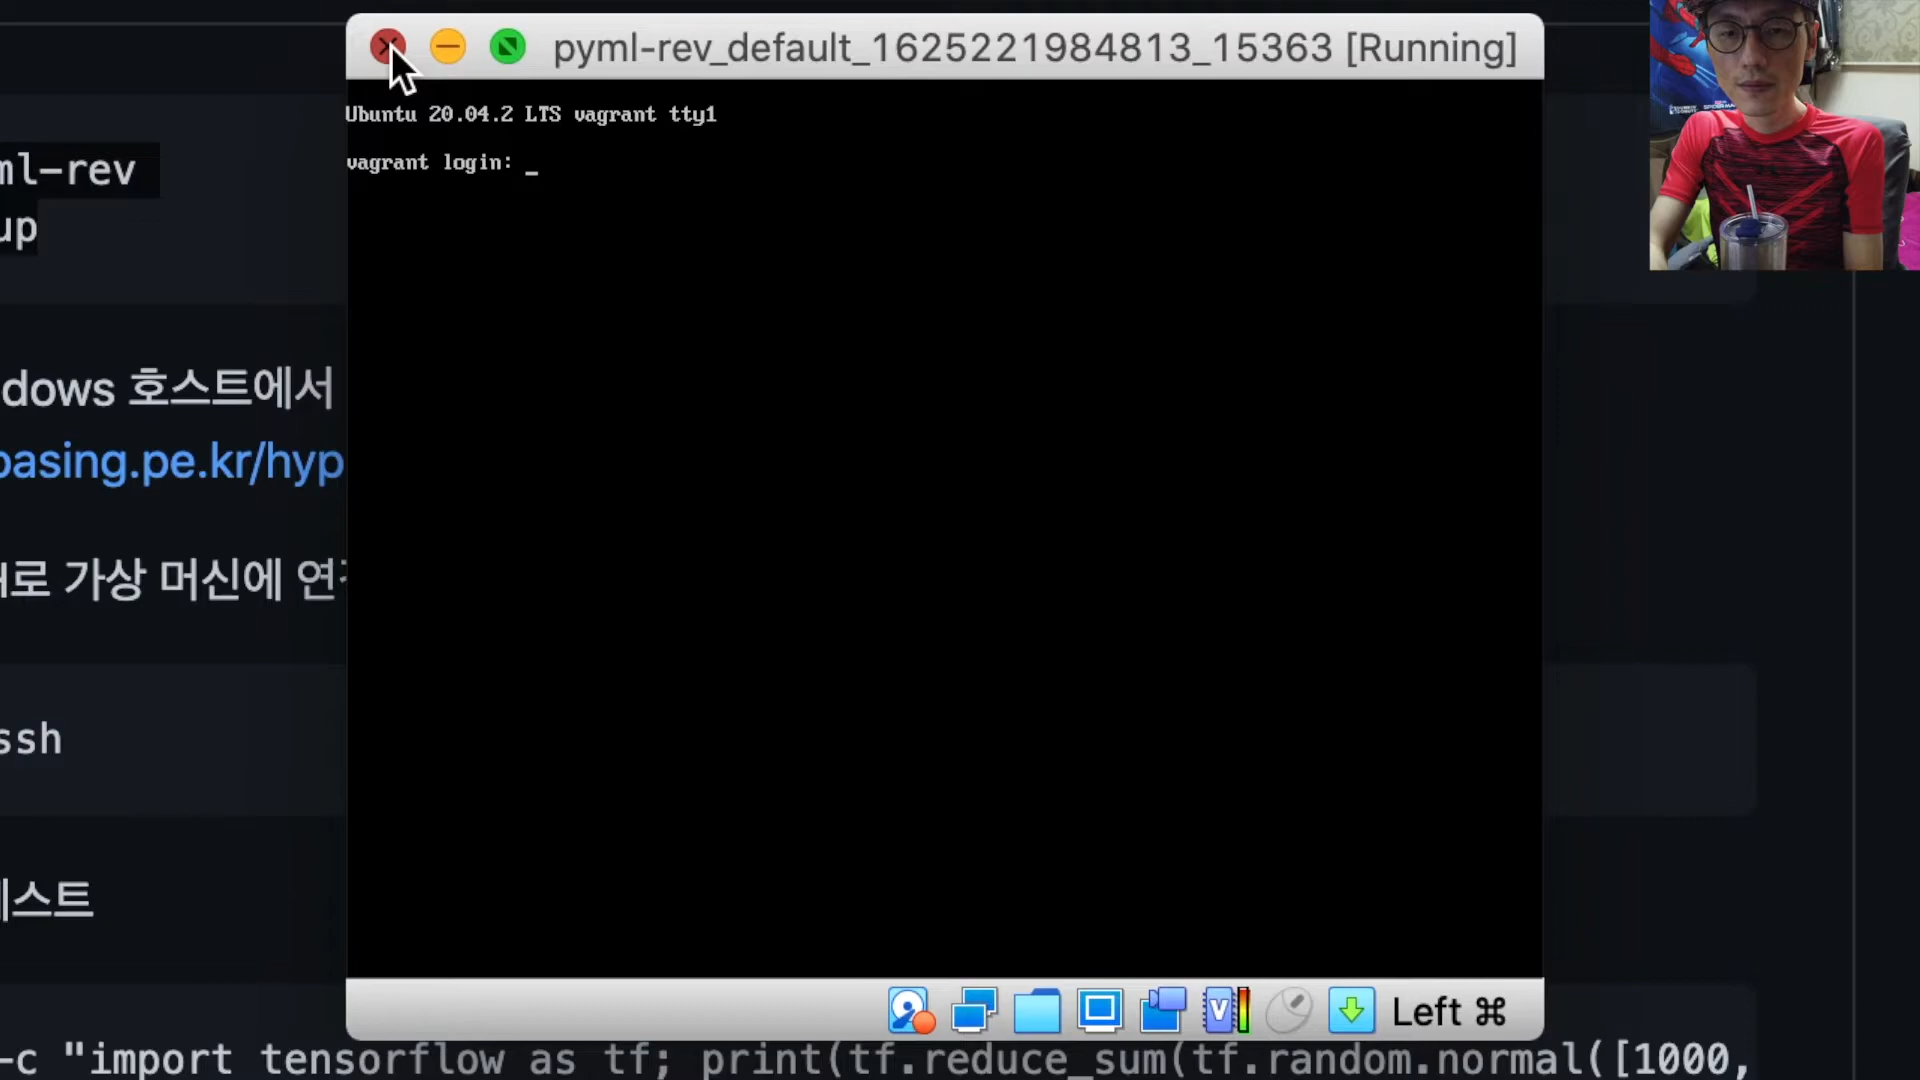 pyml-rev_default_1625221984813_15363 [Running]
Ubuntu 20.04.2 LTS vagrant tty1
vagrant login: _
ml-rev
up
dows 호스트에서
basing.pe.kr/hyp
로 가상 머신에
ssh
스트
-c "import tensorflow as tf; print(tf.reduce_sum(tf.random.normal([1000,
Left ⌘